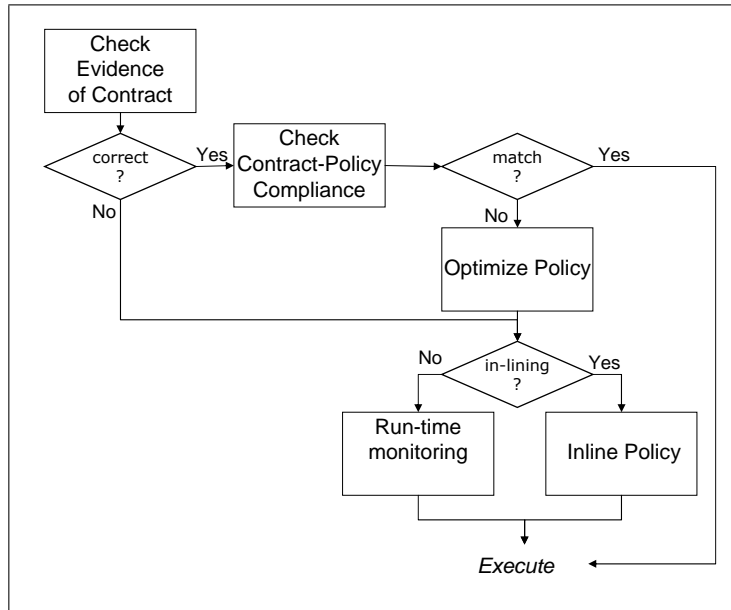 Check
Evidence
of Contract
correct
?
Yes
No
Check
Contract-Policy
Compliance
match
?
Yes
No
Optimize Policy
in-lining
?
No
Yes
Run-time
monitoring
Inline Policy
Execute